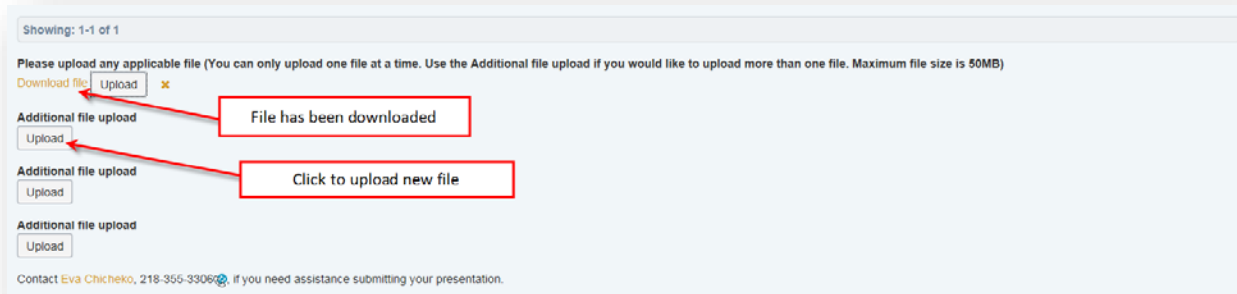 Showing: 1-1 of 1
Please upload any applicable file (You can only upload one file at a time. Use the Additional file upload if you would like to upload more than one file. Maximum file size is 50MB)
Download file Upload ×
File has been downloaded
Additional file upload
Upload
Additional file upload
Click to upload new file
Upload
Additional file upload
Upload
Contact Eva Chicheko, if you need assistance submitting your presentation.